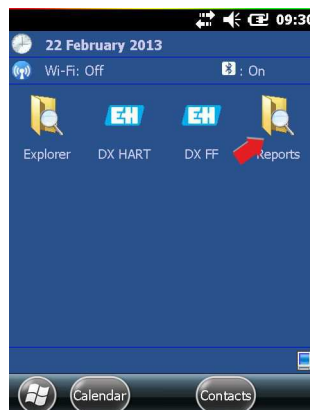 09:30
22 February 2013
Wi-Fi: Off : On
EH EH
Explorer DX HART DX FF Reports
Calendar Contacts